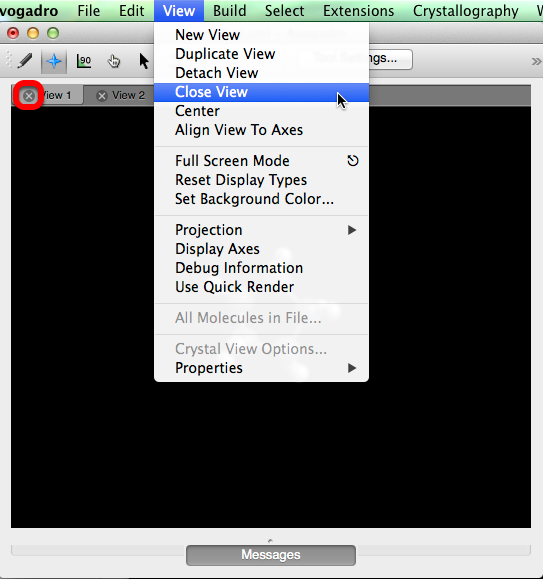 vogadro File Edit View Build Select Extensions Crystallography
90 Settings... »
View 1 View 2
New View
Duplicate View
Detach View
Close View
Center
Align View To Axes
Full Screen Mode
Reset Display Types
Set Background Color...
Projection
Display Axes
Debug Information
Use Quick Render
All Molecules in File...
Crystal View Options...
Properties
Messages